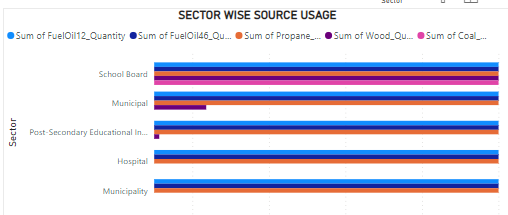 Sector
SECTOR WISE SOURCE USAGE
Sum of FuelOil12_Quantity Sum of FuelOil46_Qu... Sum of Propane_... Sum of Wood_Qu... Sum of Coal_...
School Board
Municipal
Post-Secondary Educational In...
Hospital
Municipality
Sector